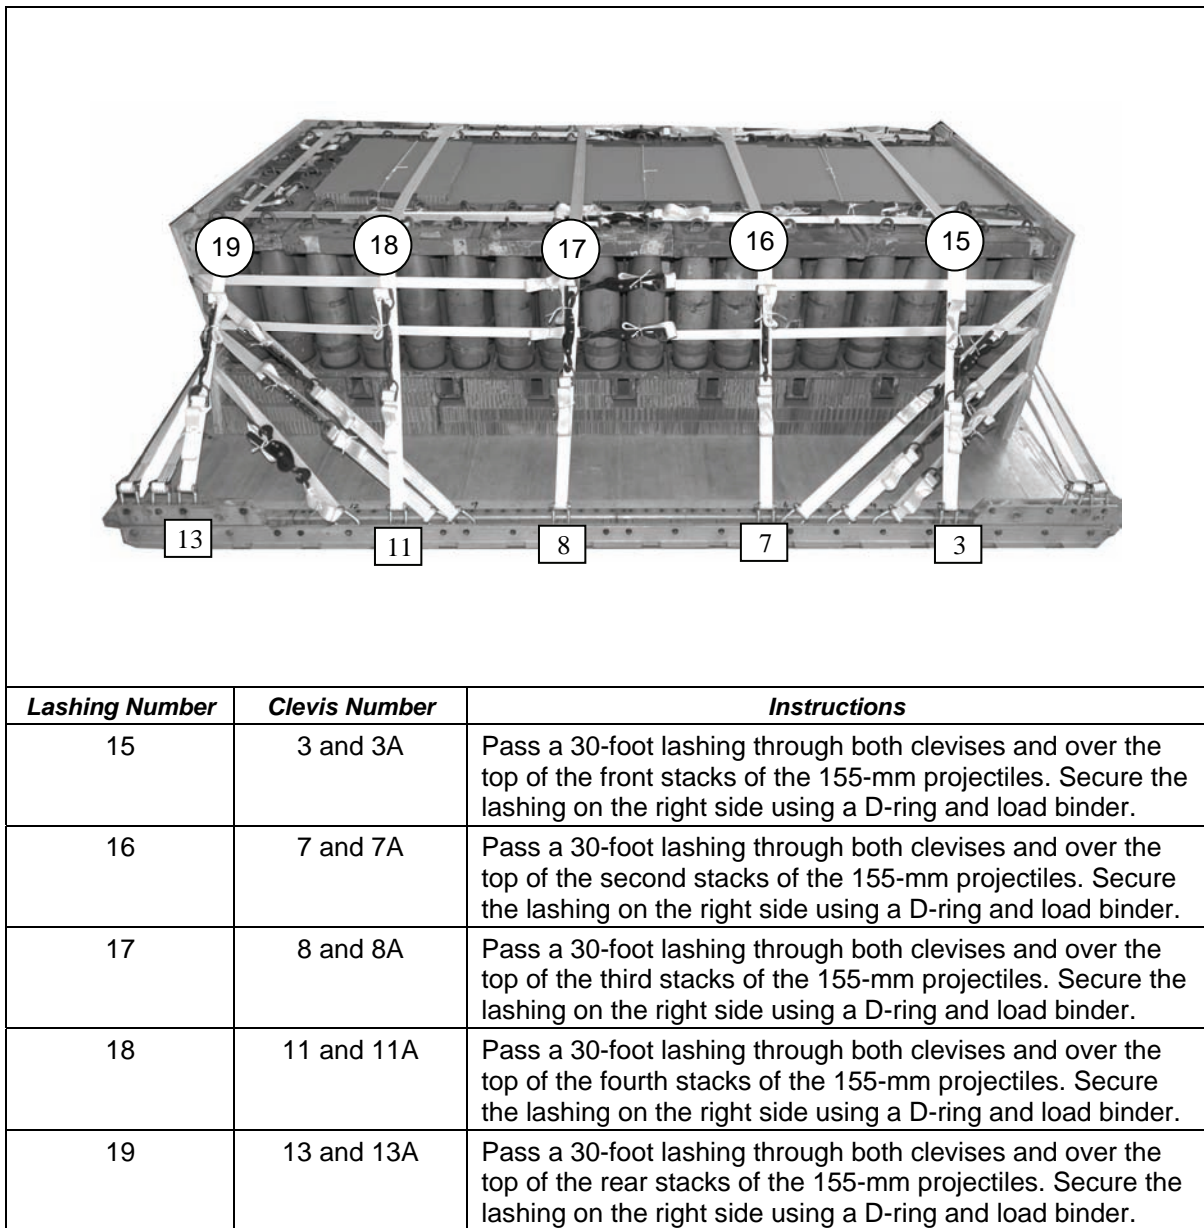 19 18 17 16 15
13 11 8 7 3
Lashing Number Clevis Number Instructions
15 3 and 3A Pass a 30-foot lashing through both clevises and over the
top of the front stacks of the 155-mm projectiles. Secure the
lashing on the right side using a D-ring and load binder.
16 7 and 7A Pass a 30-foot lashing through both clevises and over the
top of the second stacks of the 155-mm projectiles. Secure
the lashing on the right side using a D-ring and load binder.
17 8 and 8A Pass a 30-foot lashing through both clevises and over the
top of the third stacks of the 155-mm projectiles. Secure the
lashing on the right side using a D-ring and load binder.
18 11 and 11A Pass a 30-foot lashing through both clevises and over the
top of the fourth stacks of the 155-mm projectiles. Secure
the lashing on the right side using a D-ring and load binder.
19 13 and 13A Pass a 30-foot lashing through both clevises and over the
top of the rear stacks of the 155-mm projectiles. Secure the
lashing on the right side using a D-ring and load binder.